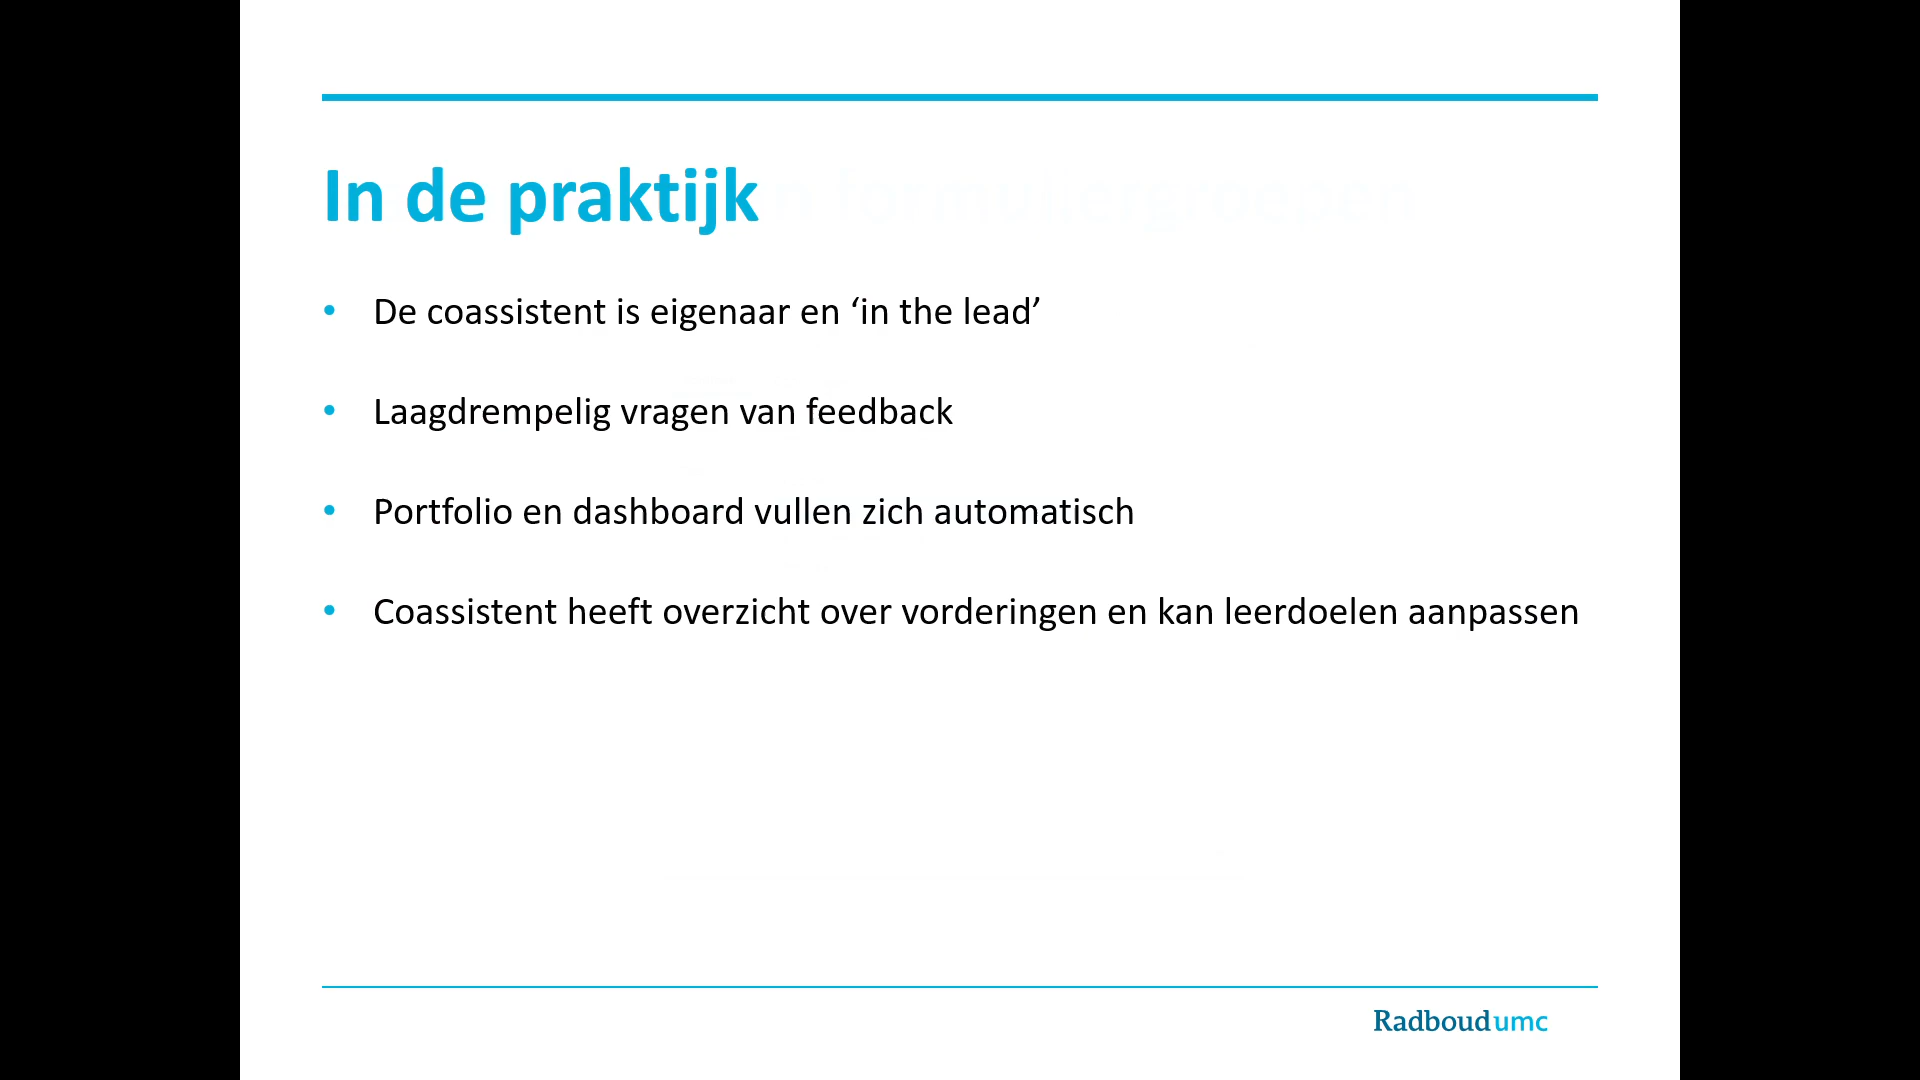 In de praktijk
• De coassistent is eigenaar en ‘in the lead’
• Laagdrempelig vragen van feedback
• Portfolio en dashboard vullen zich automatisch
• Coassistent heeft overzicht over vorderingen en kan leerdoelen aanpassen
Radboudumc